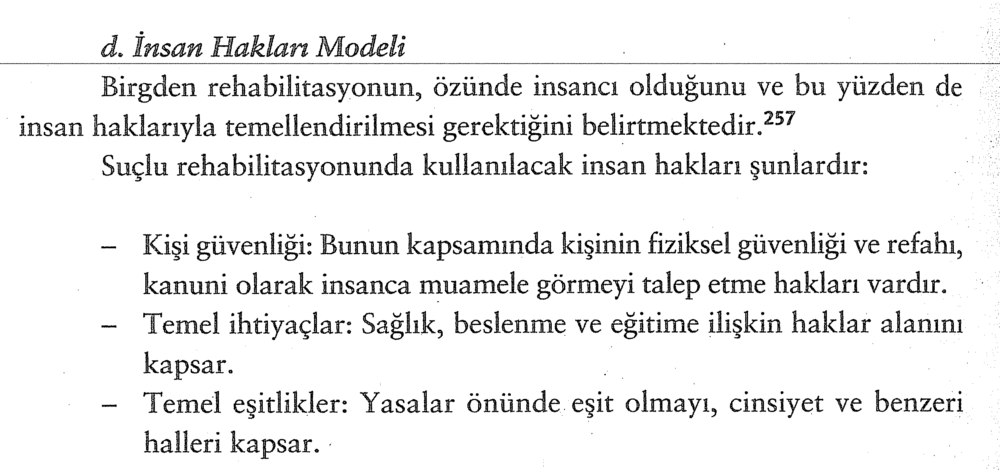 d. İnsan Hakları Modeli
Birgden rehabilitasyonun, özünde insancı olduğunu ve bu yüzden de
insan haklarıyla temellendirilmesi gerektiğini belirtmektedir.257
Suçlu rehabilitasyonunda kullanılacak insan hakları şunlardır:
– Kişi güvenliği: Bunun kapsamında kişinin fiziksel güvenliği ve refahı,
kanuni olarak insanca muamele görmeyi talep etme hakları vardır.
– Temel ihtiyaçlar: Sağlık, beslenme ve eğitime ilişkin haklar alanını
kapsar.
– Temel eşitlikler: Yasalar önünde eşit olmayı, cinsiyet ve benzeri
halleri kapsar.